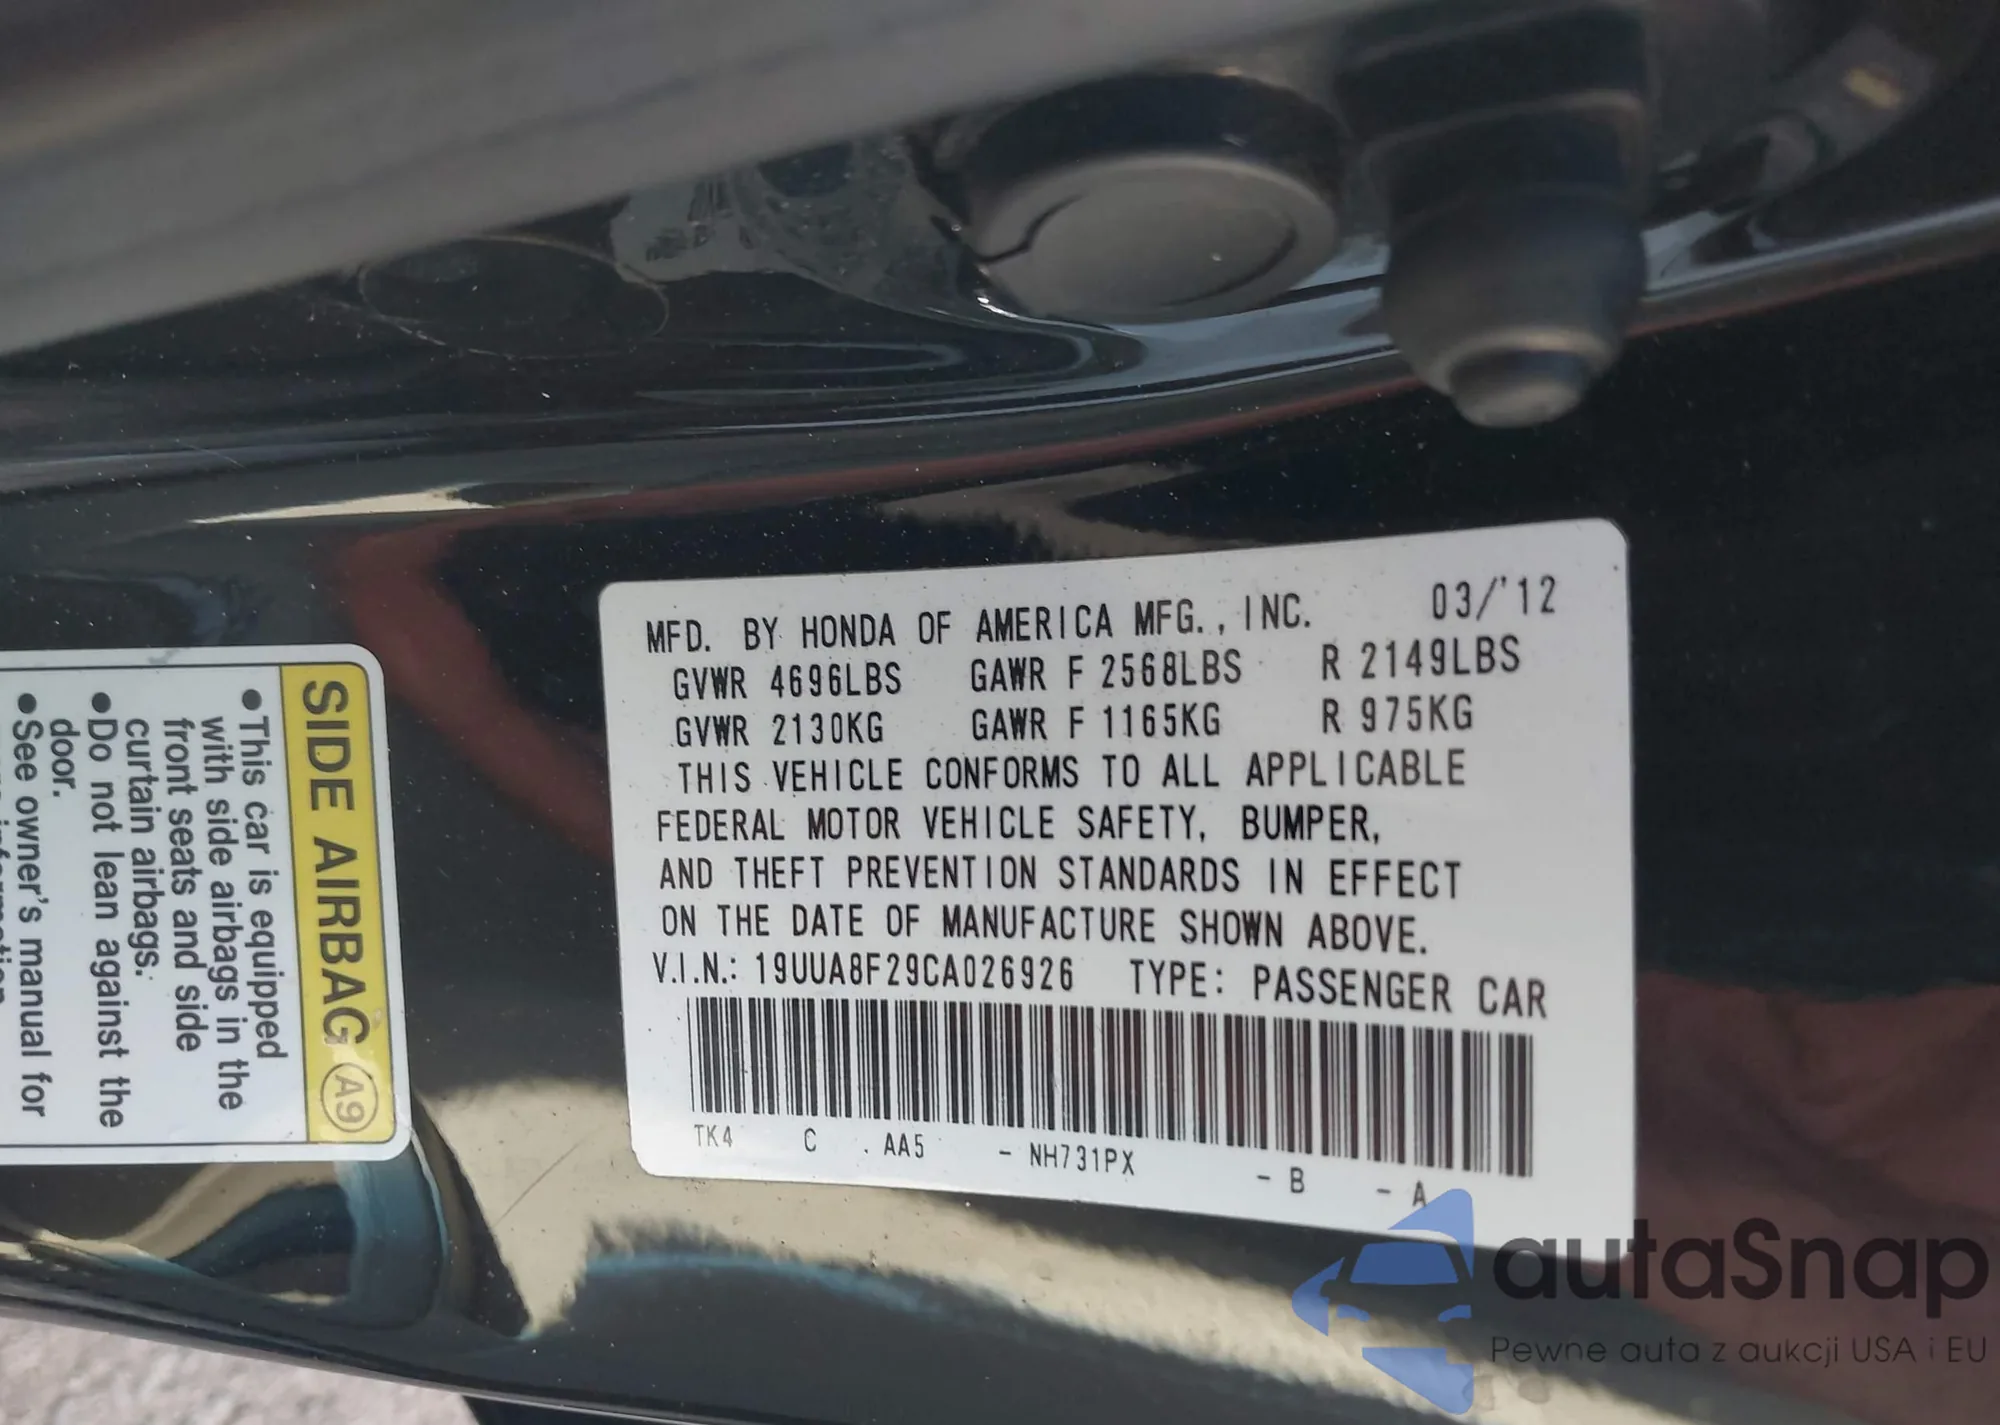 MFD. BY HONDA OF AMERICA MFG., INC. 03/'12
GVWR 4696LBS GAWR F 2568LBS R 2149LBS
GVWR 2130KG GAWR F 1165KG R 975KG
THIS VEHICLE CONFORMS TO ALL APPLICABLE
FEDERAL MOTOR VEHICLE SAFETY, BUMPER,
AND THEFT PREVENTION STANDARDS IN EFFECT
ON THE DATE OF MANUFACTURE SHOWN ABOVE.
V.I.N.: 19UUA8F29CA026926 TYPE: PASSENGER CAR
TK4 C AA5 - NH731PX - B - A
SIDE AIRBAG A9
●This car is equipped
with side airbags in the
front seats and side
curtain airbags.
●Do not lean against the
door.
●See owner's manual for
autaSnap
Pewne auta z aukcji USA i EU